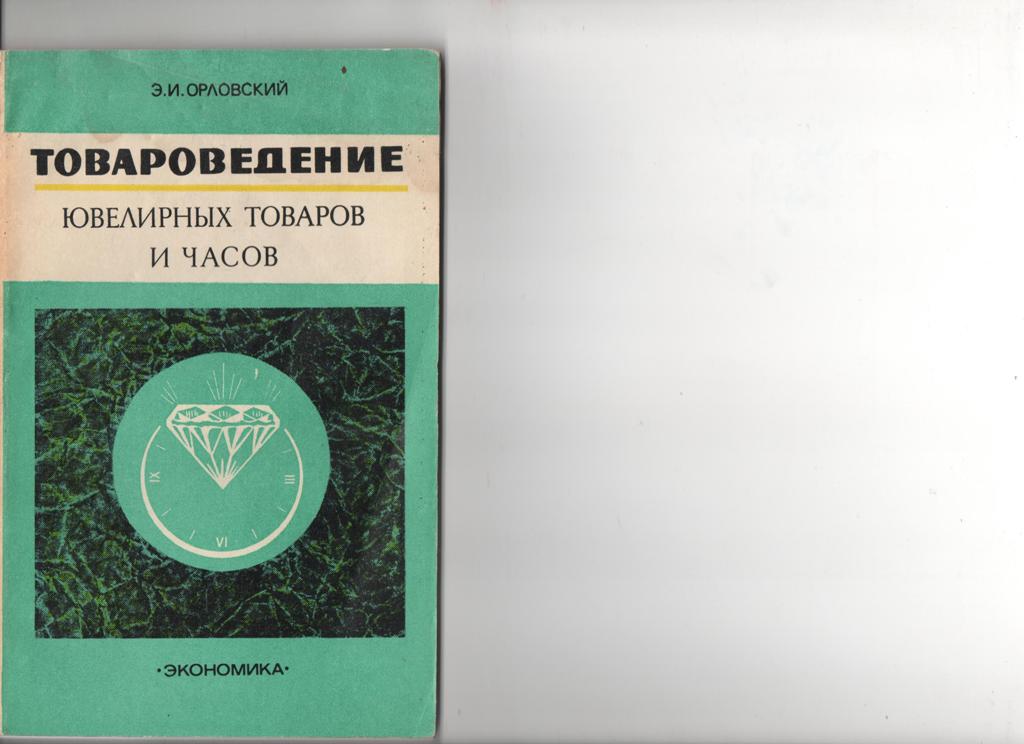 Э.И. ОРЛОВСКИЙ
ТОВАРОВЕДЕНИЕ
ЮВЕЛИРНЫХ ТОВАРОВ
И ЧАСОВ
IX III
VI
·ЭКОНОМИКА·